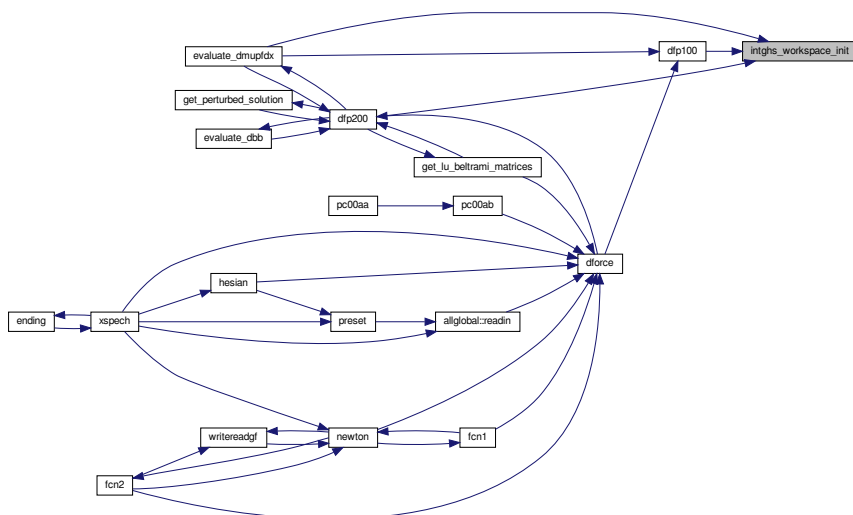 evaluate_dmupfdx
dfp100
intghs_workspace_init
get_perturbed_solution
dfp200
evaluate_dbb
get_lu_beltrami_matrices
pc00aa
pc00ab
dforce
hesian
ending
xspech
preset
allglobal::readin
writereadgf
newton
fcn1
fcn2